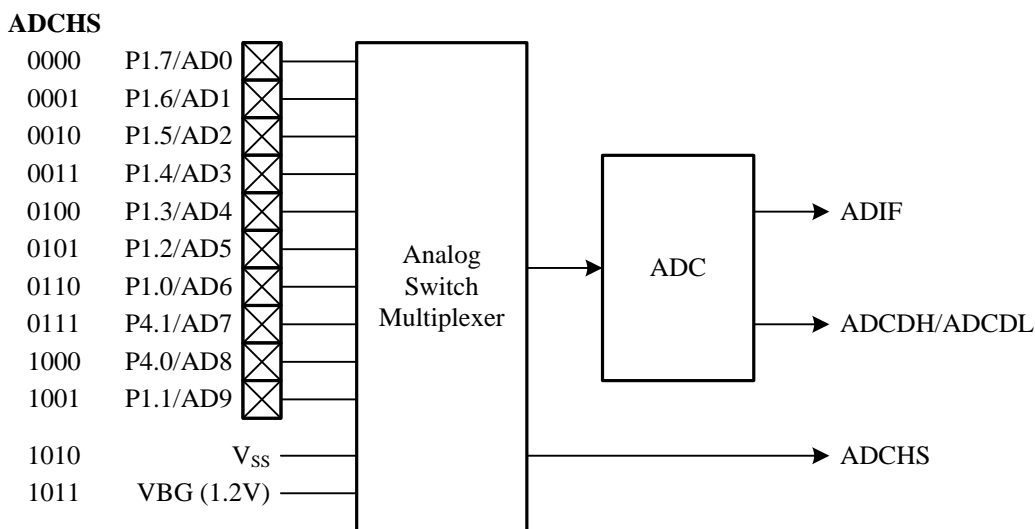 ADCHS
0000 P1.7/AD0
0001 P1.6/AD1
0010 P1.5/AD2
0011 P1.4/AD3
0100 P1.3/AD4
0101 P1.2/AD5
0110 P1.0/AD6
0111 P4.1/AD7
1000 P4.0/AD8
1001 P1.1/AD9
1010 VSS
1011 VBG (1.2V)
Analog
Switch
Multiplexer
ADC
ADIF
ADCDH/ADCDL
ADCHS